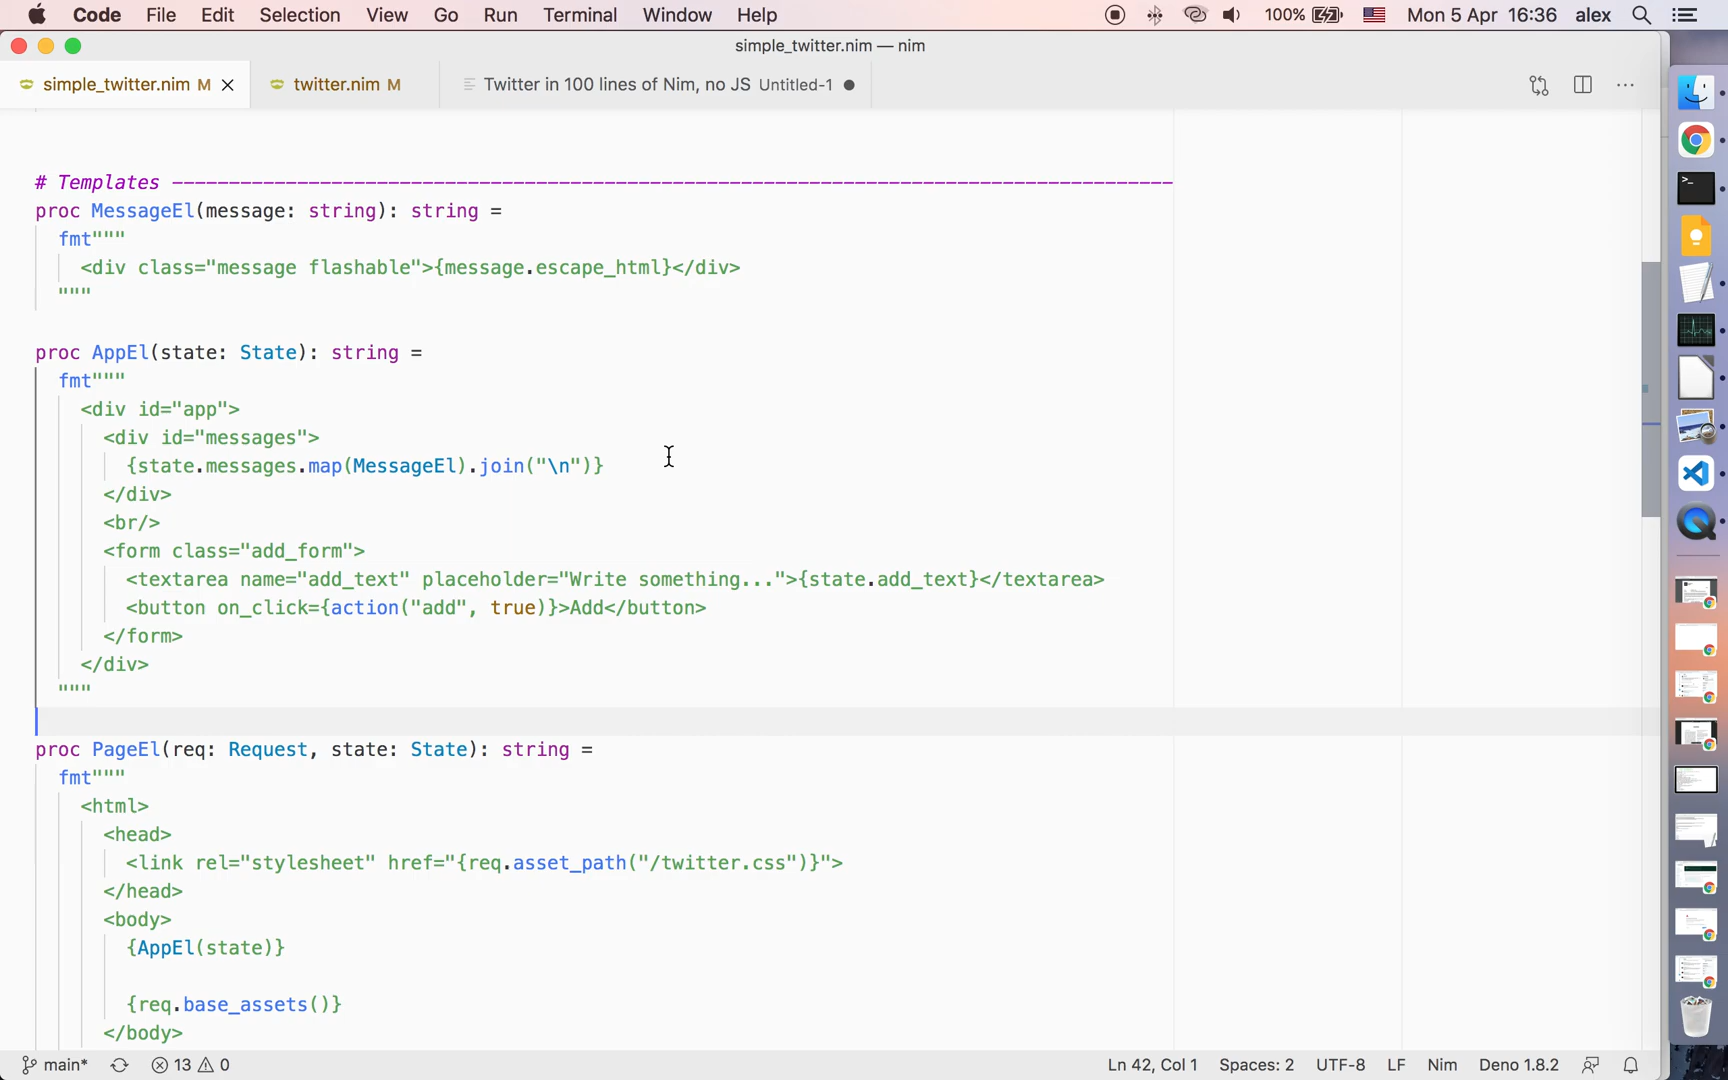 Code File Edit Selection View Go Run Terminal Window Help 100% Mon 5 Apr 16:36 alex
simple_twitter.nim — nim
simple_twitter.nim M twitter.nim M Twitter in 100 lines of Nim, no JS Untitled-1
# Templates ----------------------------------------------------------------------------------------
proc MessageEl(message: string): string =
fmt"""
<div class="message flashable">{message.escape_html}</div>
"""
proc AppEl(state: State): string =
fmt"""
<div id="app">
<div id="messages">
{state.messages.map(MessageEl).join("\n")}
</div>
<br/>
<form class="add_form">
<textarea name="add_text" placeholder="Write something...">{state.add_text}</textarea>
<button on_click={action("add", true)}>Add</button>
</form>
</div>
"""
proc PageEl(req: Request, state: State): string =
fmt"""
<html>
<head>
<link rel="stylesheet" href="{req.asset_path("/twitter.css")}">
</head>
<body>
{AppEl(state)}
{req.base_assets()}
</body>
main* 13 0 Ln 42, Col 1 Spaces: 2 UTF-8 LF Nim Deno 1.8.2